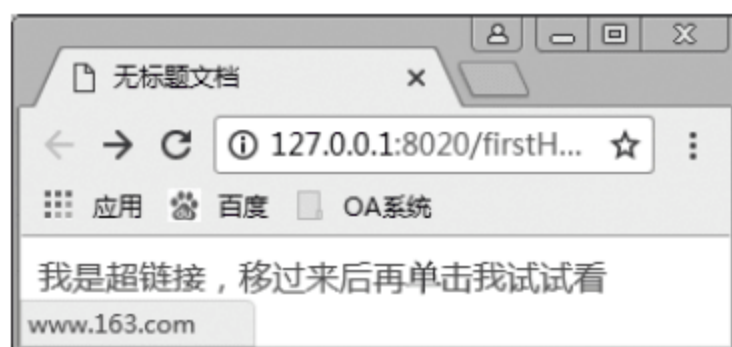 无标题文档
127.0.0.1:8020/firstH...
应用 百度 OA系统
我是超链接，移过来后再单击我试试看
www.163.com